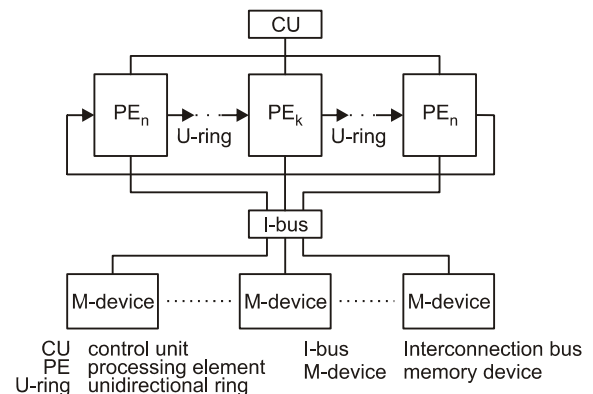 CU
PEn PEk PEn
U-ring U-ring
I-bus
M-device M-device M-device
CU control unit I-bus Interconnection bus
PE processing element M-device memory device
U-ring unidirectional ring